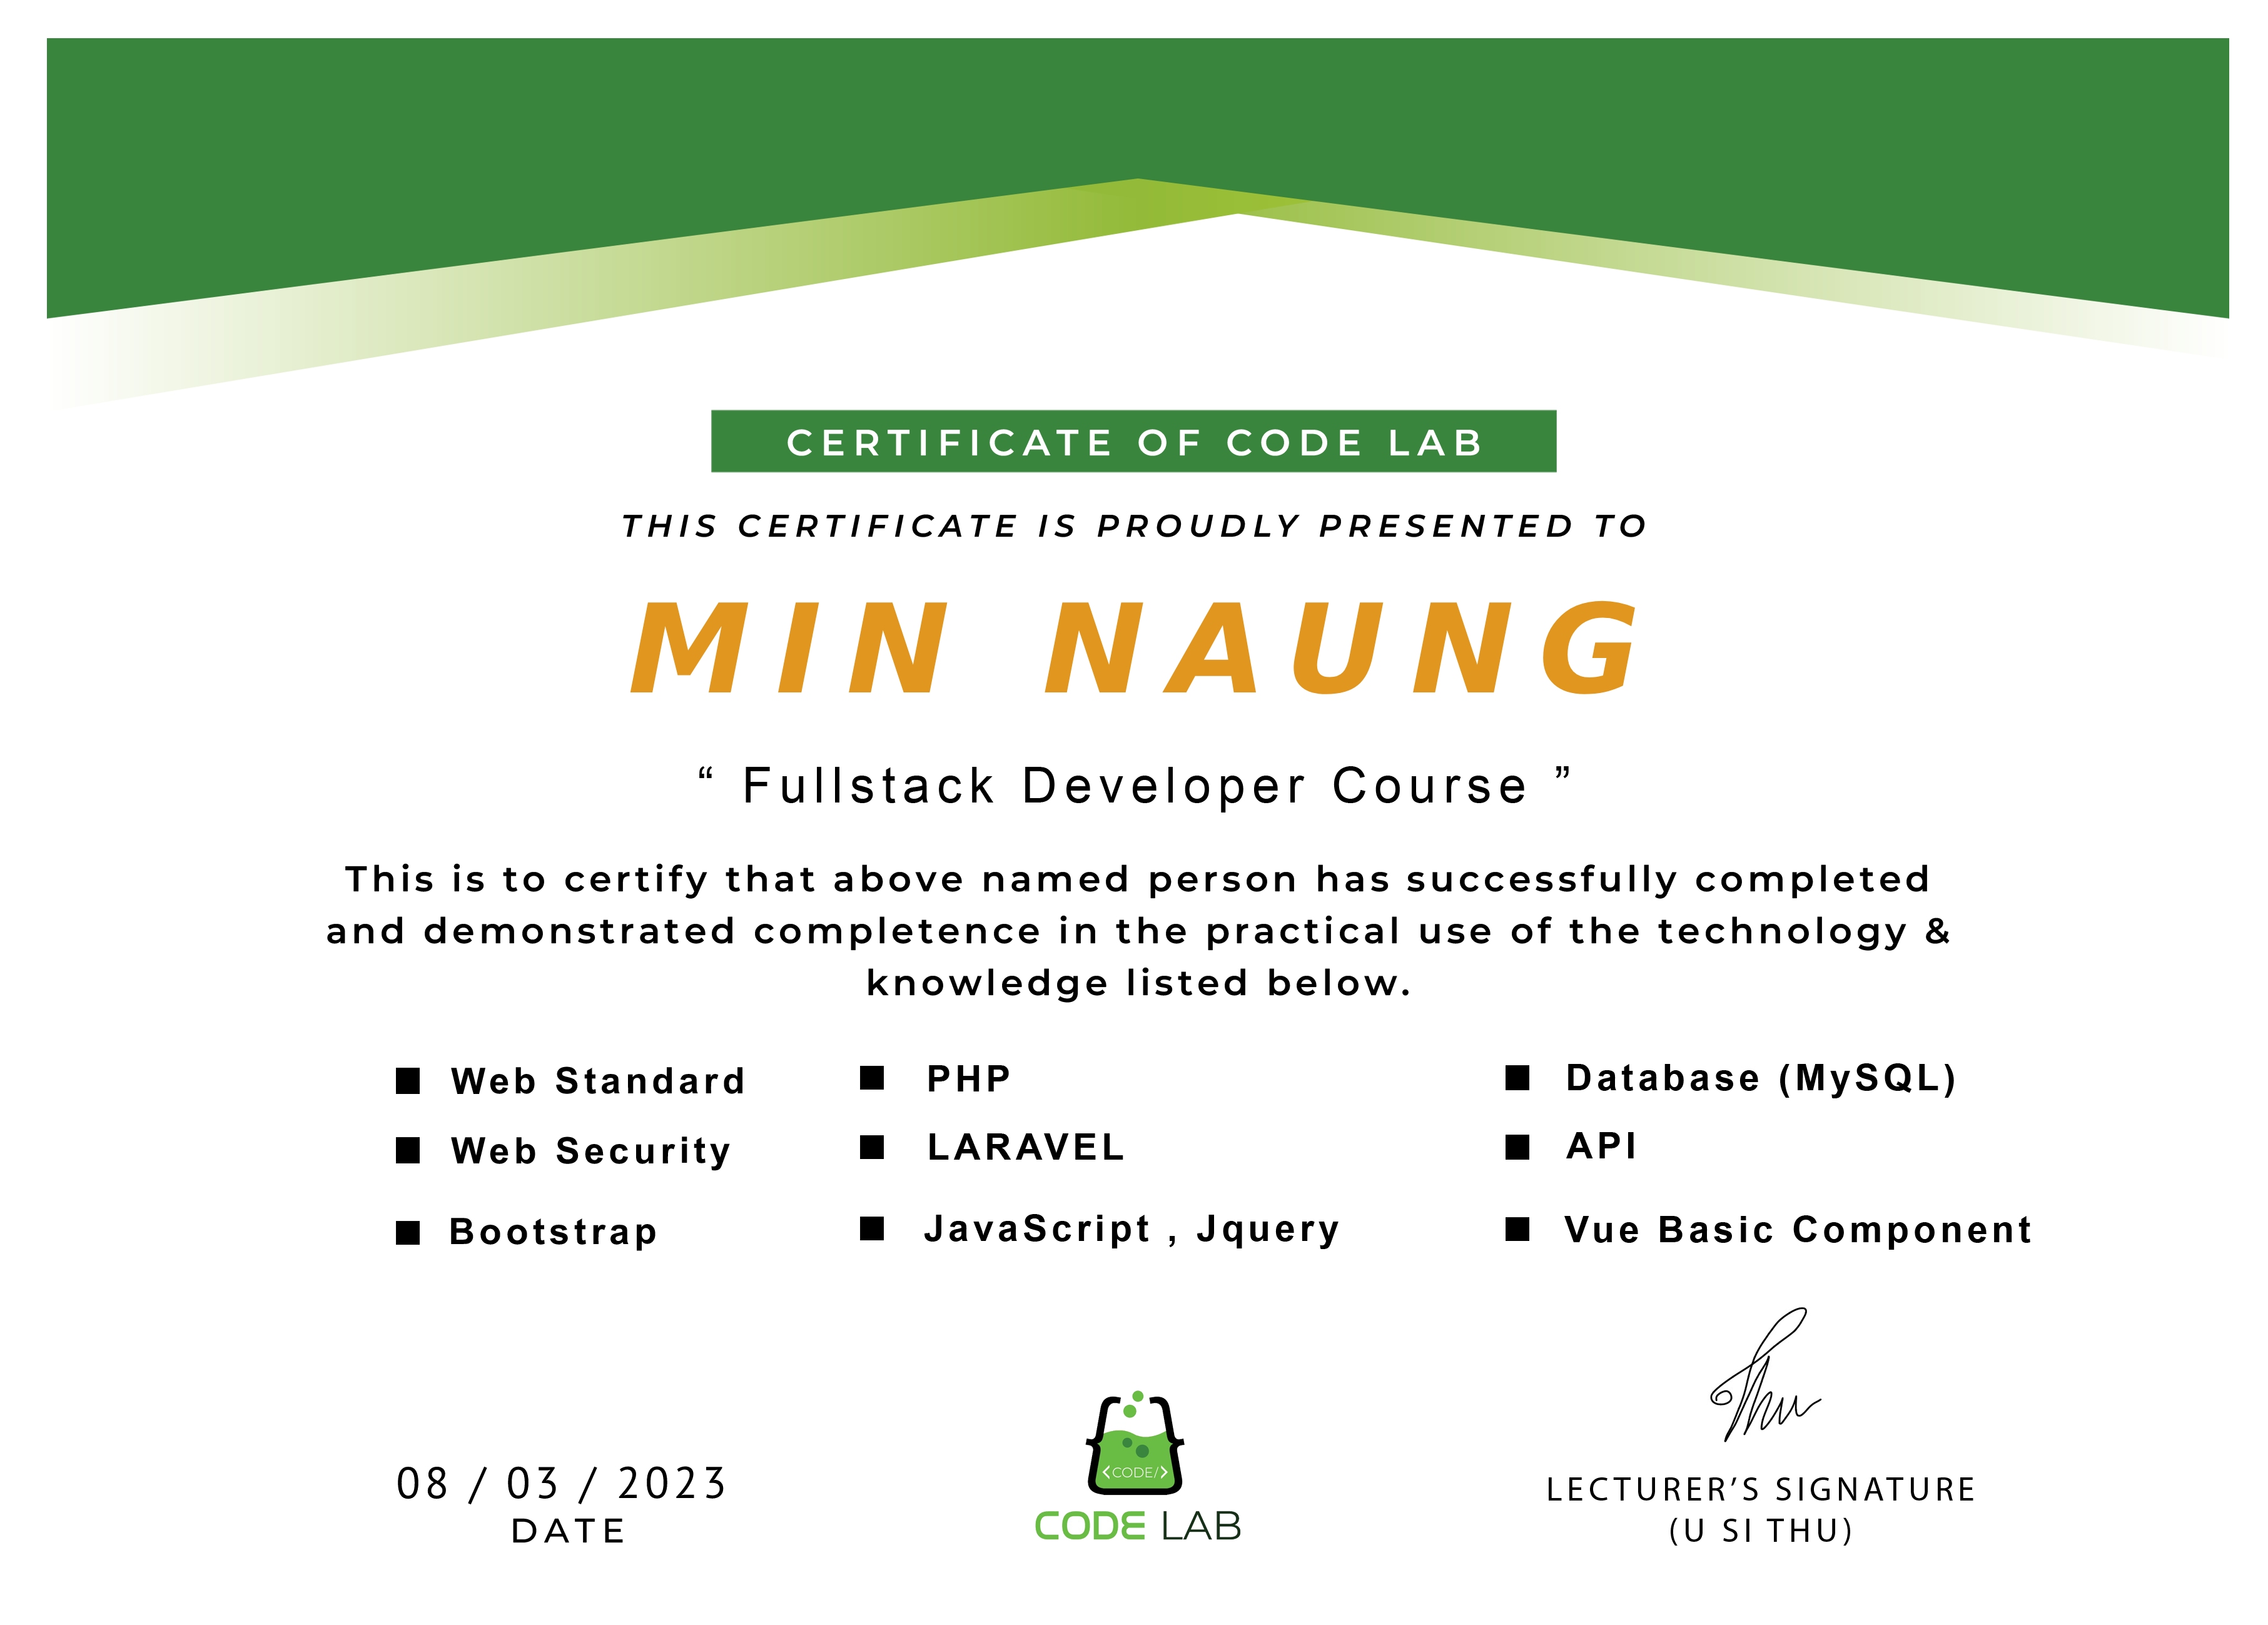 CERTIFICATE OF CODE LAB
THIS CERTIFICATE IS PROUDLY PRESENTED TO
MIN NAUNG
“ Fullstack Developer Course ”
This is to certify that above named person has successfully completed
and demonstrated completence in the practical use of the technology &
knowledge listed below.
■ Web Standard
■ Web Security
■ Bootstrap
■ PHP
■ LARAVEL
■ JavaScript , Jquery
■ Database (MySQL)
■ API
■ Vue Basic Component
08 / 03 / 2023
DATE
<CODE/>
CODE LAB
Thu
LECTURER’S SIGNATURE
(U SI THU)